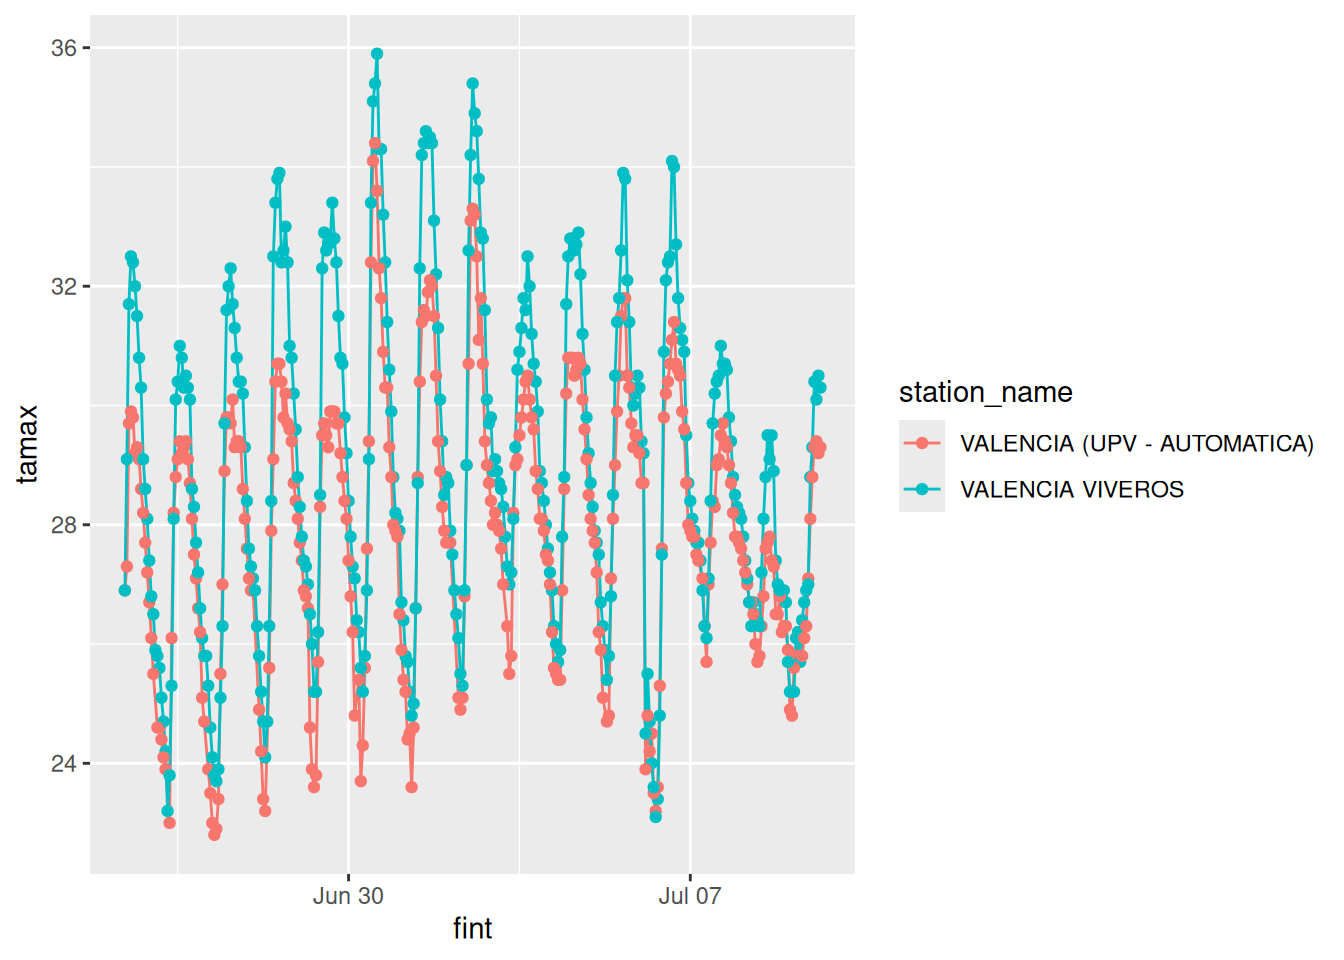 36
32
28
24
tamax
Jun 30
Jul 07
fint
station_name
VALENCIA (UPV - AUTOMATICA)
VALENCIA VIVEROS